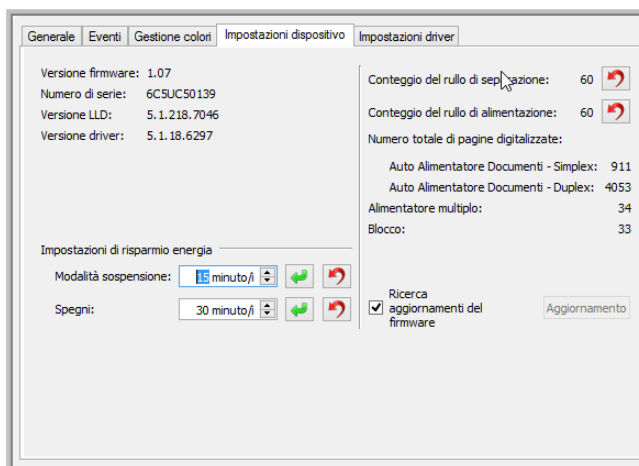 Generale Eventi Gestione colori Impostazioni dispositivo Impostazioni driver
Versione firmware: 1.07
Numero di serie: 6C5UC50139
Versione LLD: 5.1.218.7046
Versione driver: 5.1.18.6297
Impostazioni di risparmio energia
Modalità sospensione: 15 minuto/i
Spegni: 30 minuto/i
Conteggio del rullo di separazione: 60
Conteggio del rullo di alimentazione: 60
Numero totale di pagine digitalizzate:
Auto Alimentatore Documenti - Simplex: 911
Auto Alimentatore Documenti - Duplex: 4053
Alimentatore multiplo: 34
Blocco: 33
Ricerca
aggiornamenti del
firmware
Aggiornamento